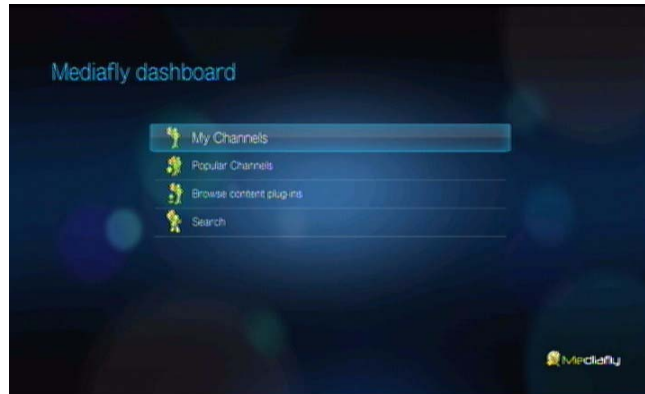 Mediafly dashboard
My Channels
Popular Channels
Browse content plug-ins
Search
Mediafly